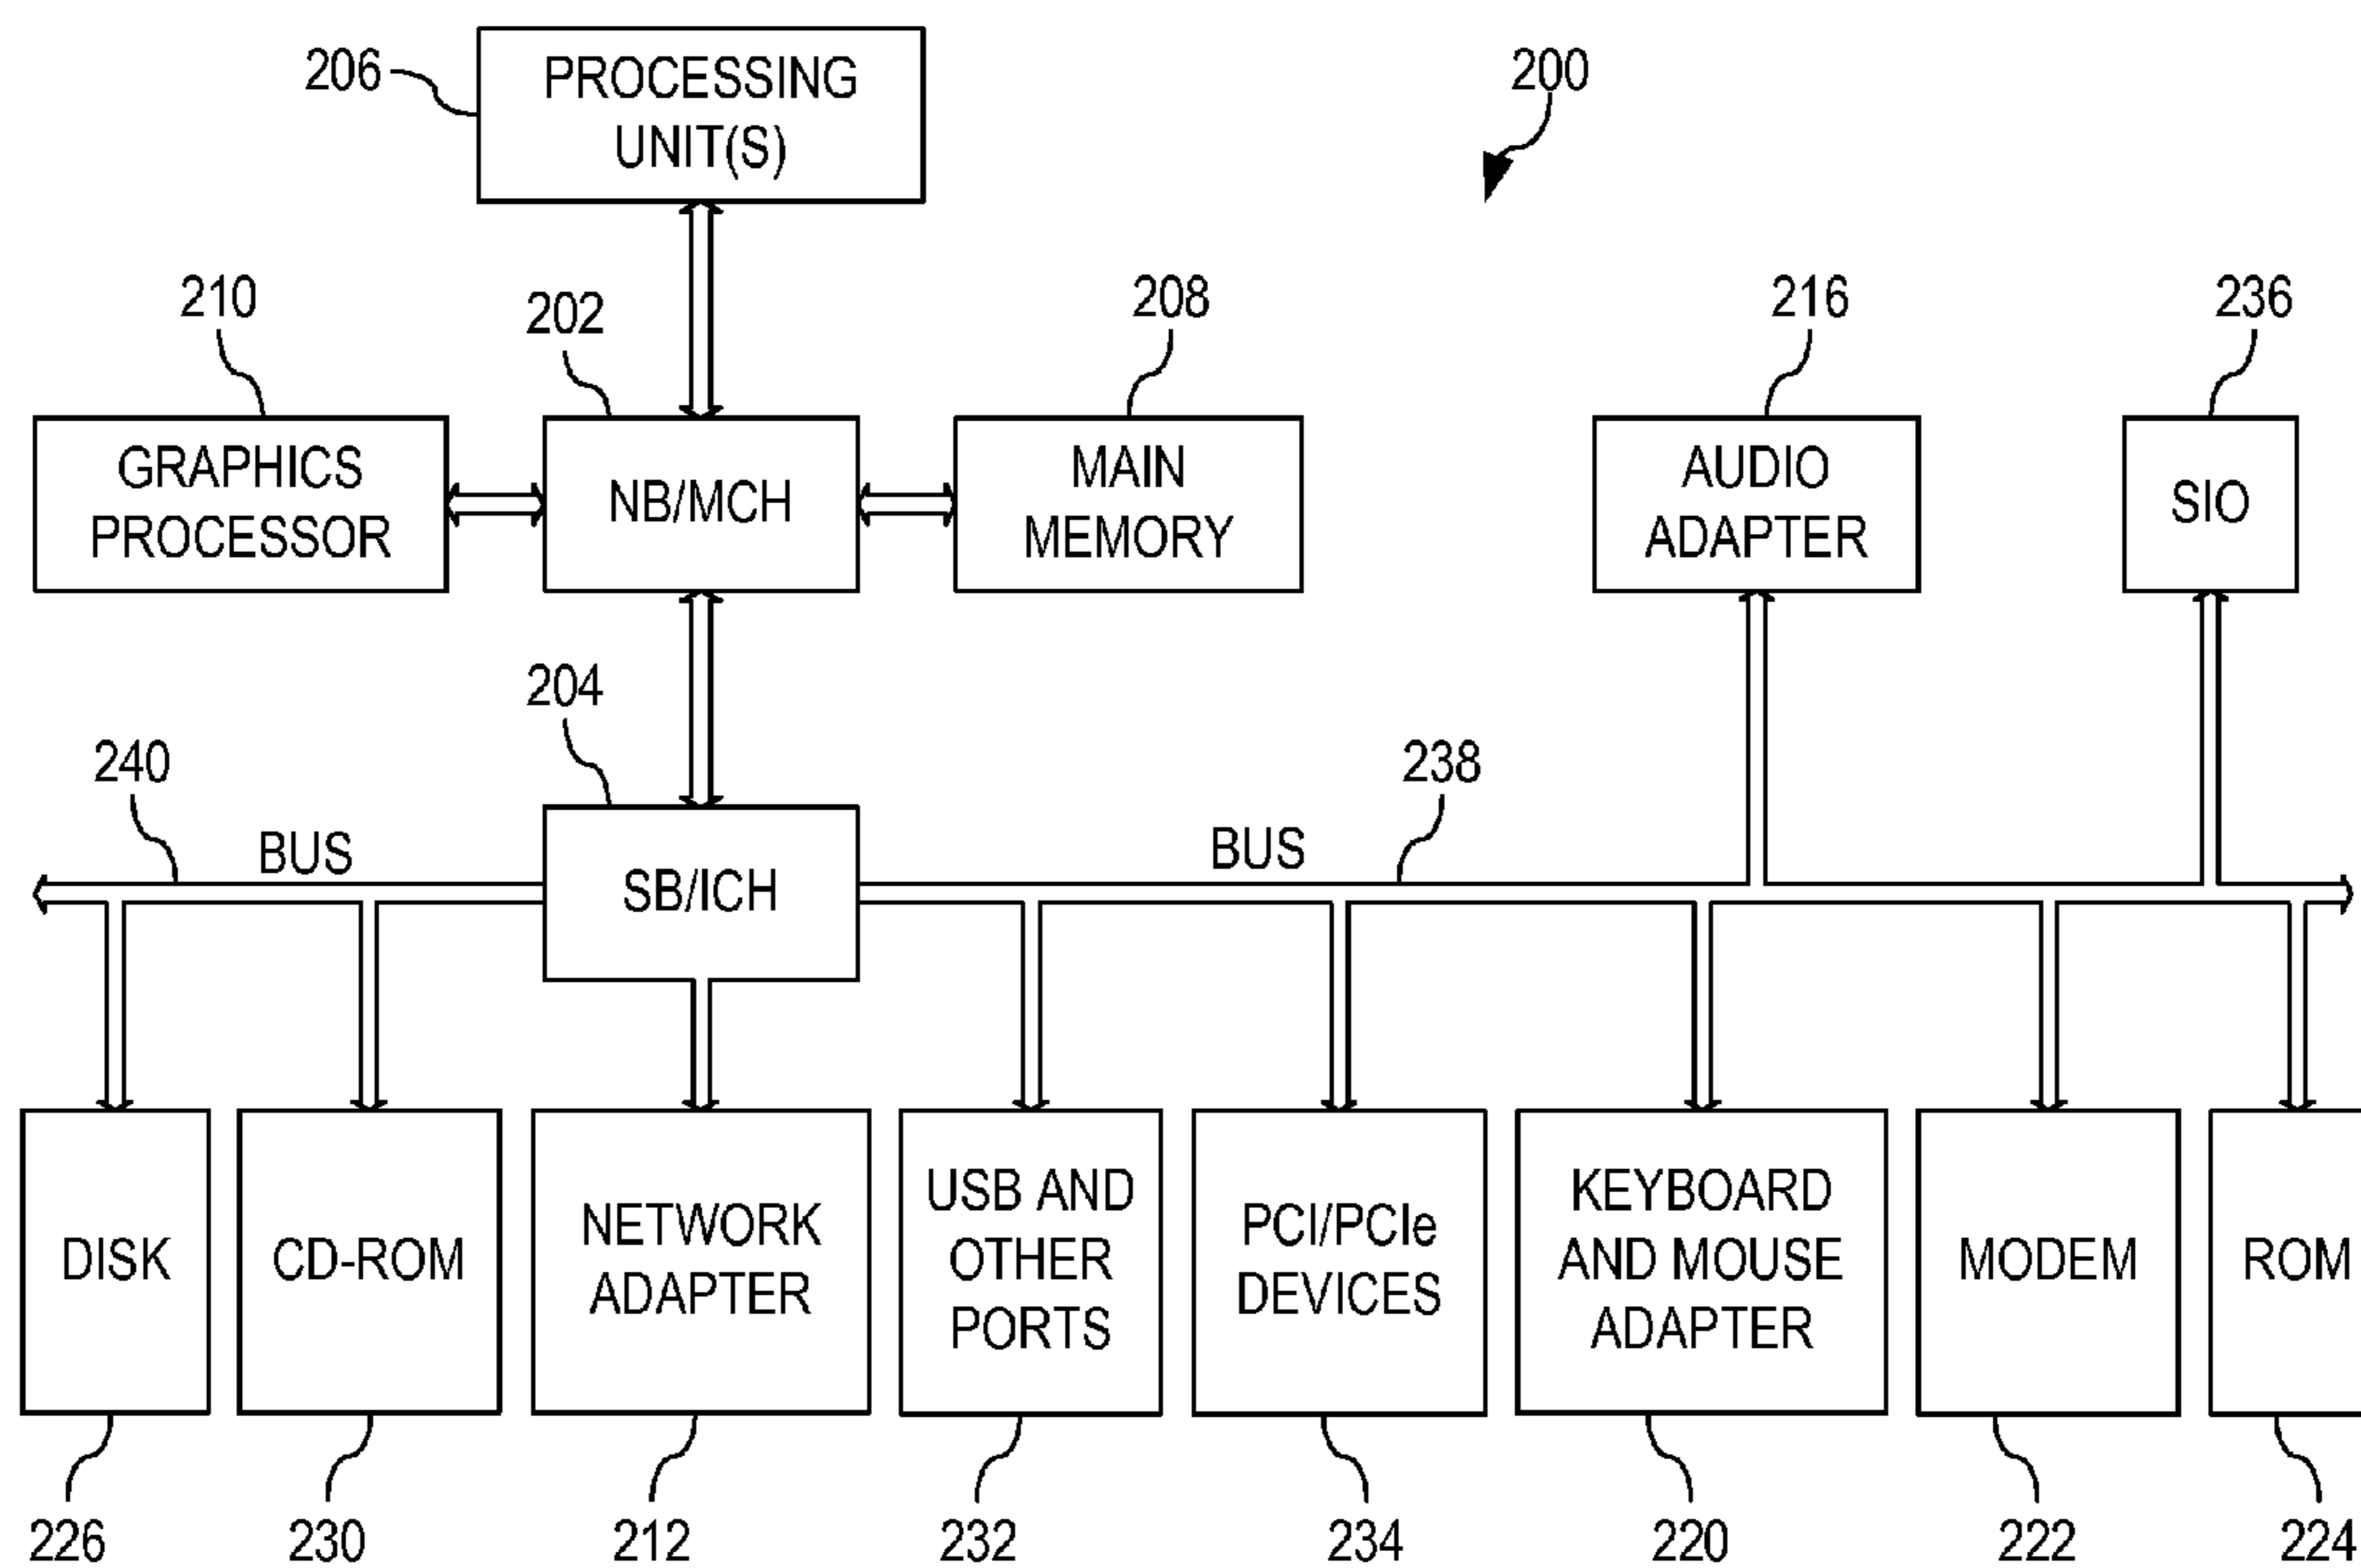 206
PROCESSING
UNIT(S)
200
210
202
208
216
236
GRAPHICS
PROCESSOR
NB/MCH
MAIN
MEMORY
AUDIO
ADAPTER
SIO
204
240
238
BUS
BUS
SB/ICH
DISK
CD-ROM
NETWORK
ADAPTER
USB AND
OTHER
PORTS
PCI/PCIe
DEVICES
KEYBOARD
AND MOUSE
ADAPTER
MODEM
ROM
226
230
212
232
234
220
222
224